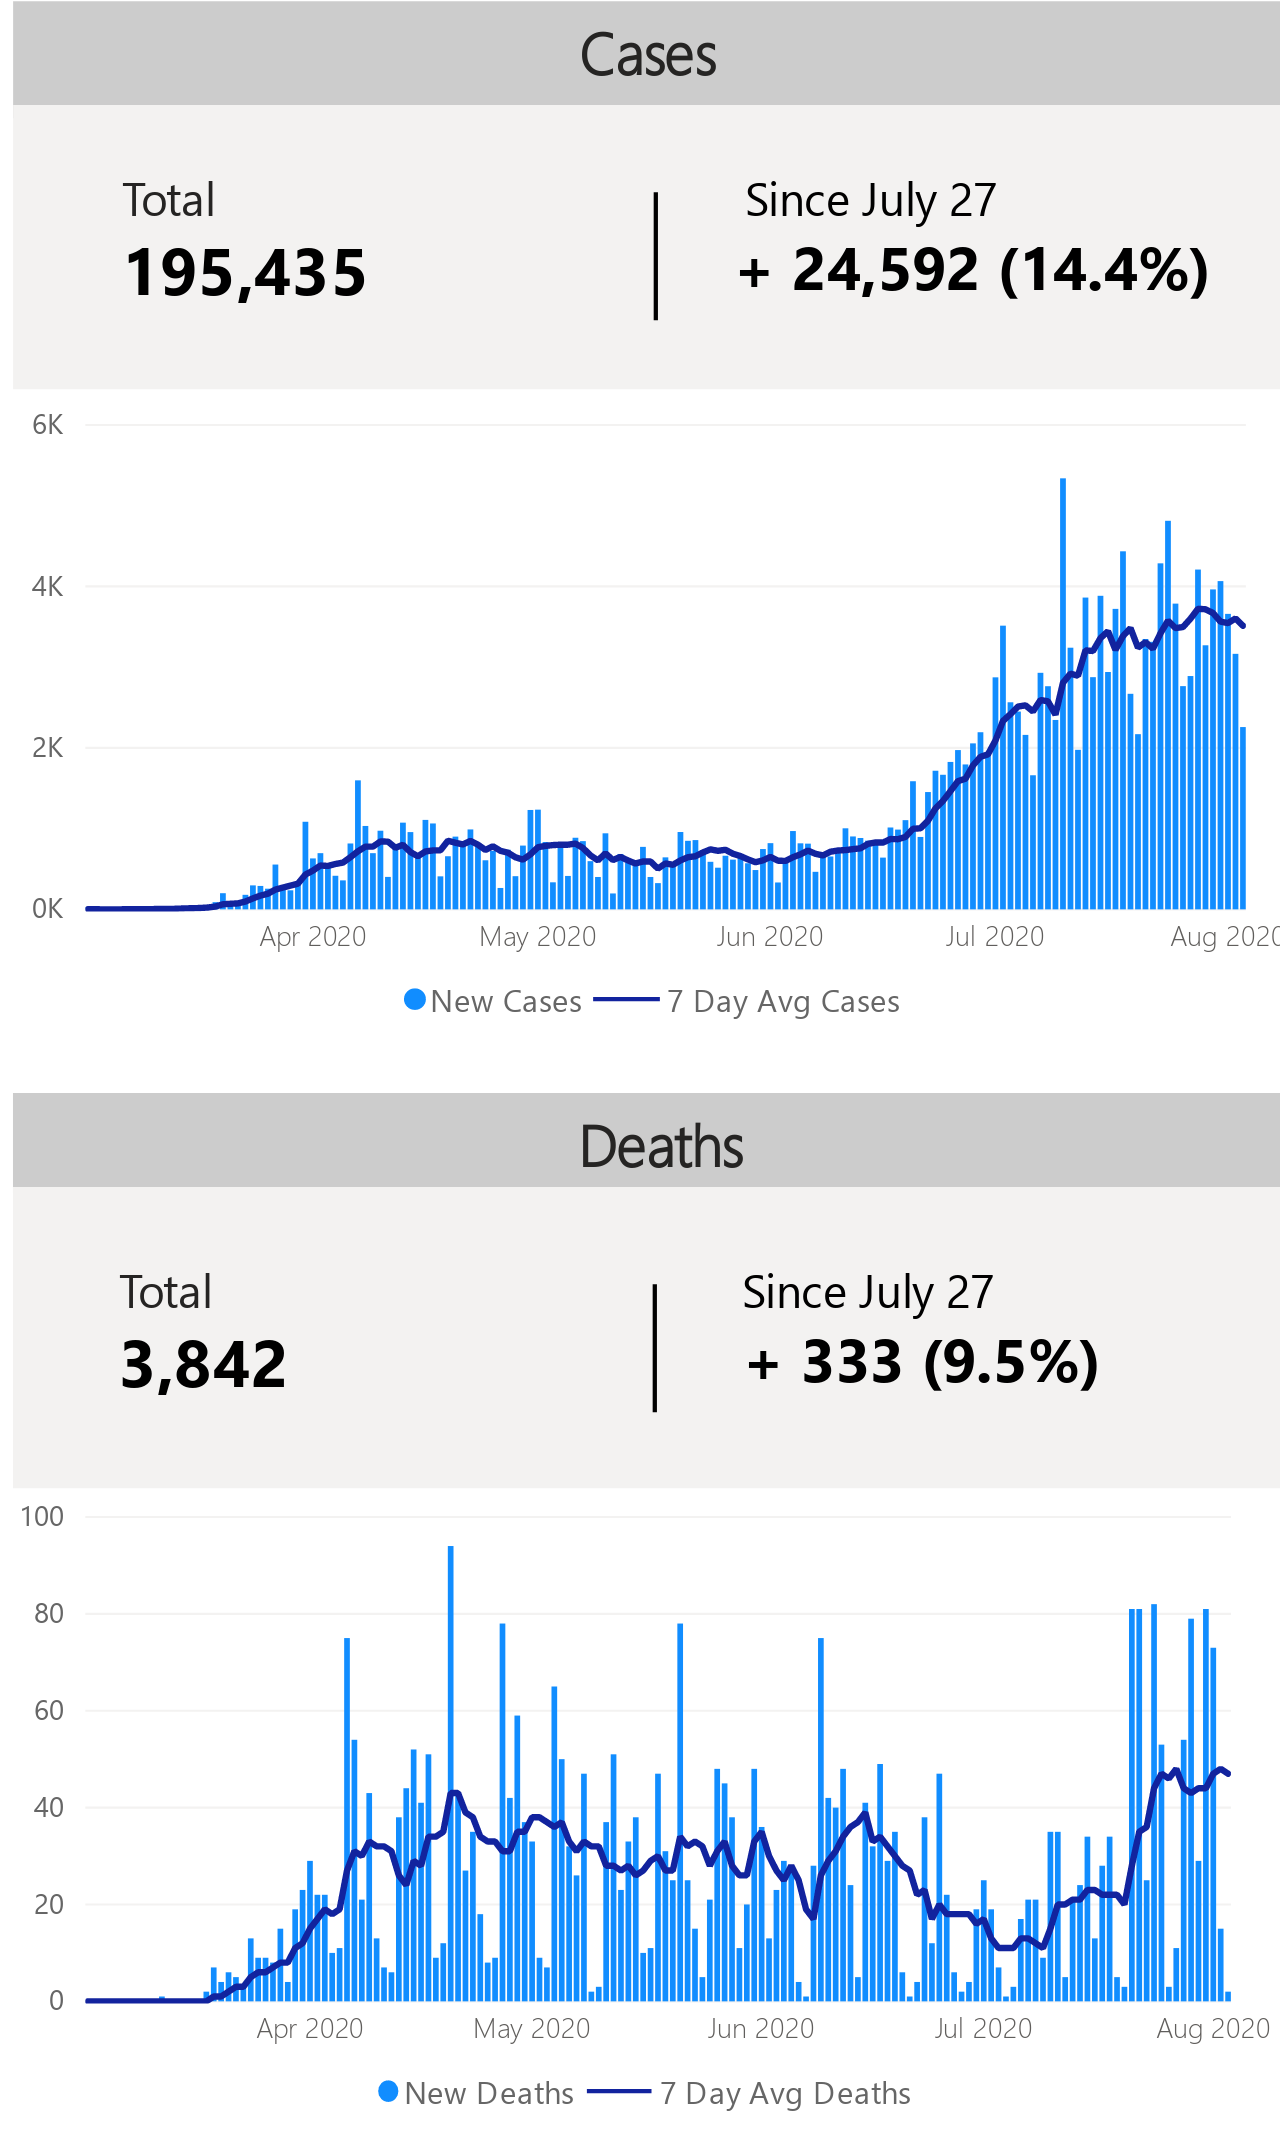 Cases
Total
Since July 27
195,435
+ 24,592 (14.4%)
6K
4K
2K
0K
Apr 2020
May 2020
Jun 2020
Jul 2020
Aug 2020
New Cases
7 Day Avg Cases
Deaths
Total
Since July 27
3,842
+ 333 (9.5%)
100
80
60
40
20
0
Apr 2020
May 2020
Jun 2020
Jul 2020
Aug 2020
New Deaths
7 Day Avg Deaths